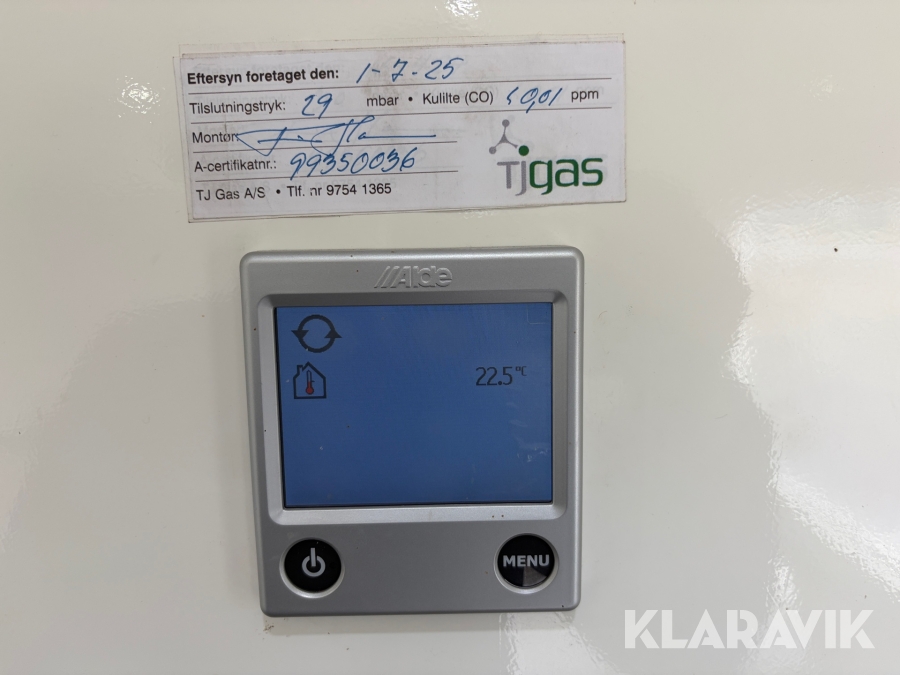 Eftersyn foretaget den: 1-7-25
Tilslutningstryk: 29 mbar • Kulilte (CO) <0,01 ppm
Montør:
A-certifikatnr.: 99350036
TJ Gas A/S • Tlf. nr 9754 1365
Tjgas
Alde
22.5°C
MENU
KLARAVIK